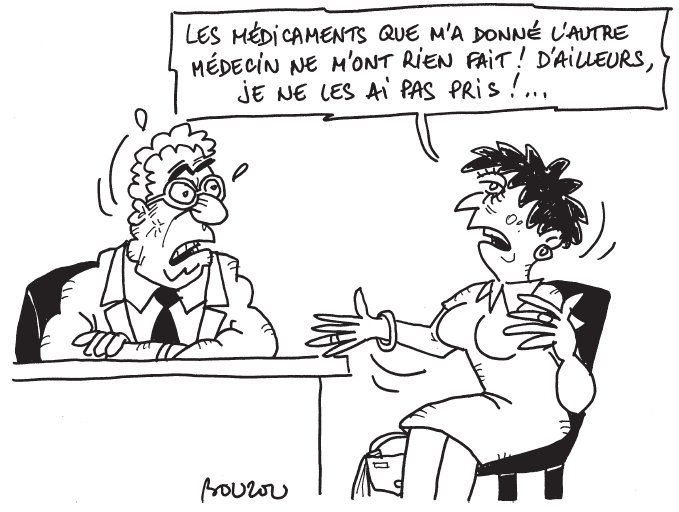 LES MÉDICAMENTS QUE M'A DONNÉ L'AUTRE
MÉDECIN NE M'ONT RIEN FAIT ! D'AILLEURS,
JE NE LES AI PAS PRIS !...
BOUZOU